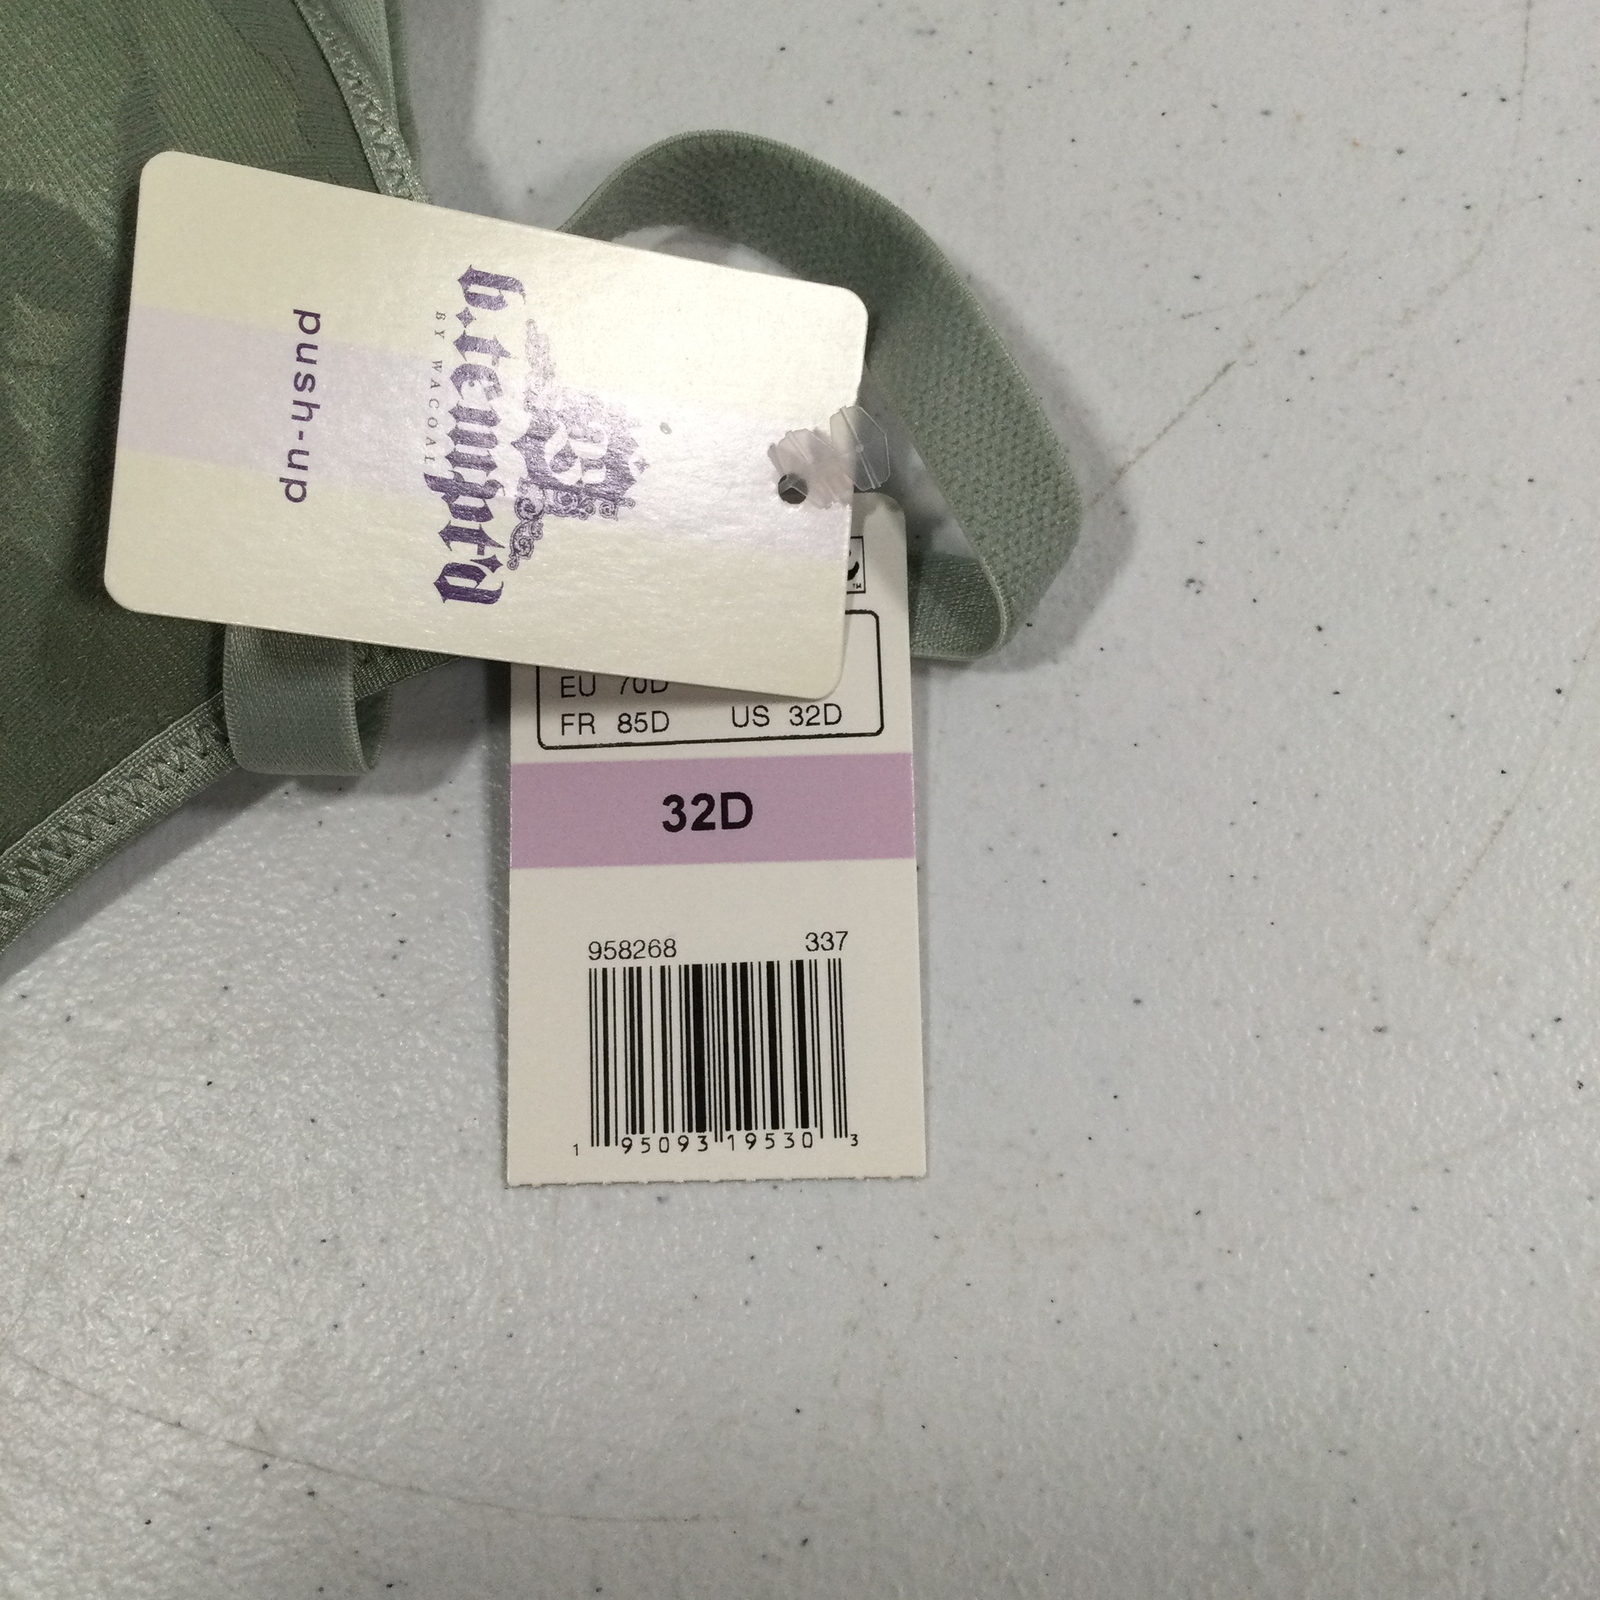 b.tempt'd
BY WACOAL
push-up
EU 70D
FR 85D US 32D
32D
958268 337
1 95093 19530 3